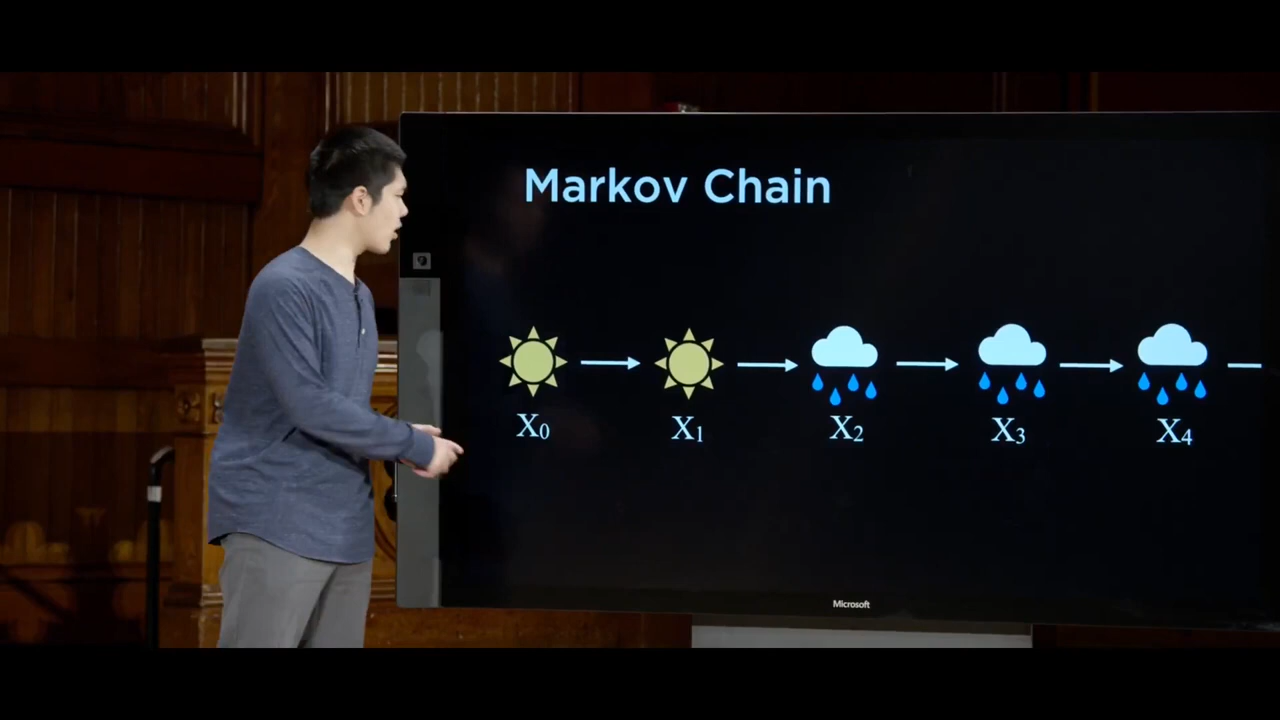 Markov Chain
X₀ X₁ X₂ X₃ X₄
Microsoft